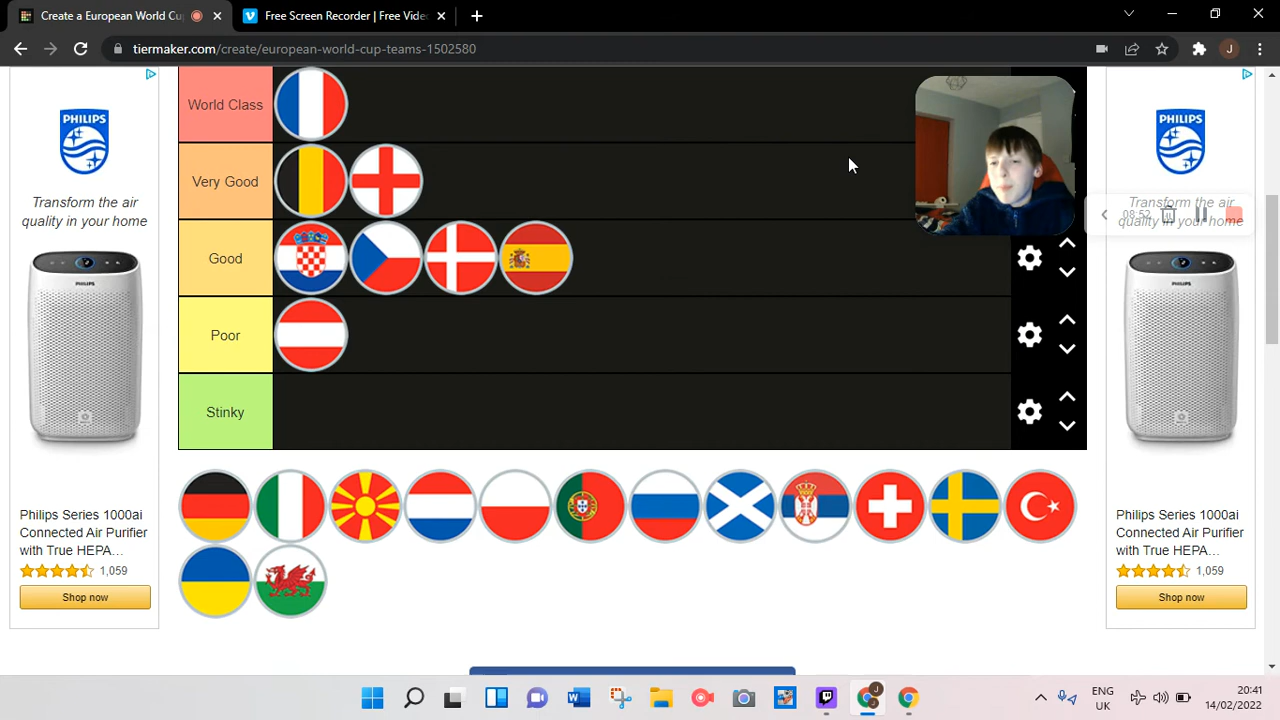 Create a European World Cu
Free Screen Recorder | Free Vide
tiermaker.com/create/european-world-cup-teams-1502580
J
World Class
Very Good
Good
Poor
Stinky
08:52
PHILIPS
Transform the air
quality in your home
PHILIPS
Philips Series 1000ai
Connected Air Purifier
with True HEPA...
1,059
Shop now
PHILIPS
Transform the air
quality in your home
Philips Series 1000ai
Connected Air Purifier
with True HEPA...
1,059
Shop now
J
ENG
UK
20:41
14/02/2022